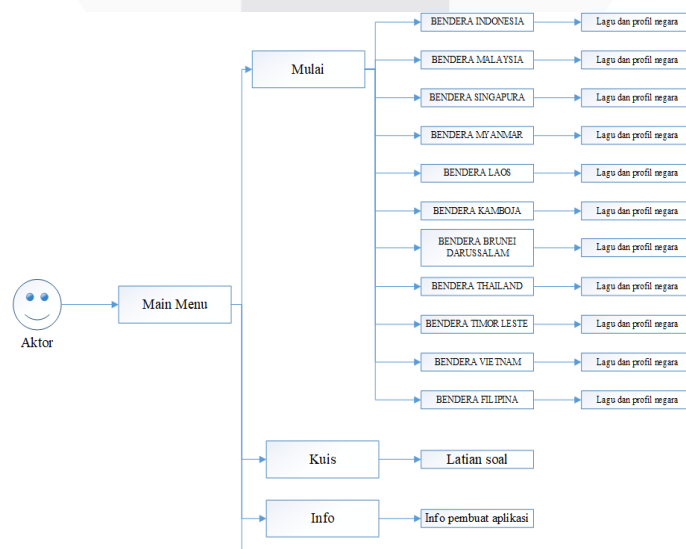 BENDERA INDONESIA
Lagu dan profil negara
Mulai
BENDERA MALAYSIA
Lagu dan profil negara
BENDERA SINGAPURA
Lagu dan profil negara
BENDERA MYANMAR
Lagu dan profil negara
BENDERA LAOS
Lagu dan profil negara
BENDERA KAMBOJA
Lagu dan profil negara
BENDERA BRUNEI
DARUSSALAM
Lagu dan profil negara
BENDERA THAILAND
Lagu dan profil negara
Main Menu
Aktor
BENDERA TIMOR LESTE
Lagu dan profil negara
BENDERA VIETNAM
Lagu dan profil negara
BENDERA FILIPINA
Lagu dan profil negara
Kuis
Latian soal
Info
Info pembuat aplikasi